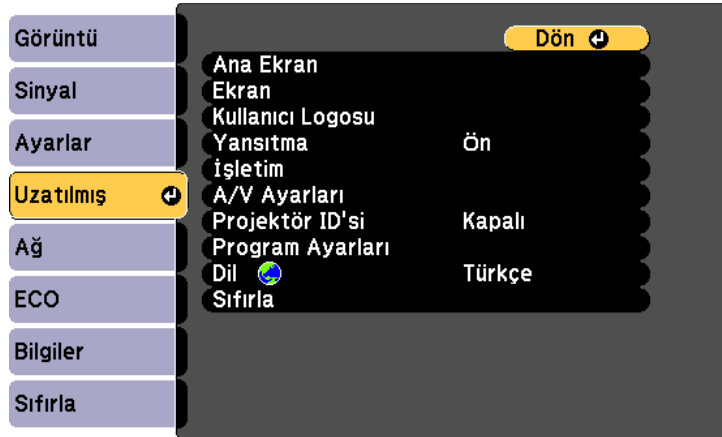 Görüntü
Sinyal
Ayarlar
Uzatılmış
Ağ
ECO
Bilgiler
Sıfırla
Dön
Ana Ekran
Ekran
Kullanıcı Logosu
Yansıtma Ön
İşletim
A/V Ayarları
Projektör ID'si Kapalı
Program Ayarları
Dil Türkçe
Sıfırla